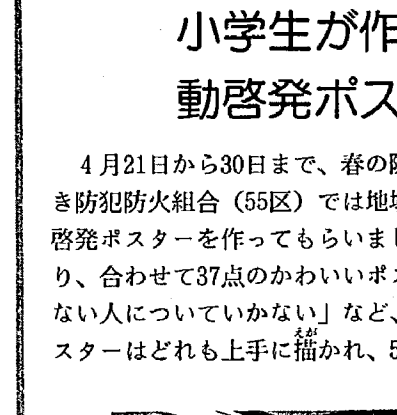 小学生が作
動啓発ポス
4月21日から30日まで、春の
き防犯防火組合（55区）では地
啓発ポスターを作ってもらいま
り、合わせて37点のかわいいポ
ない人についていかない」など、
スターはどれも上手に描かれ、5